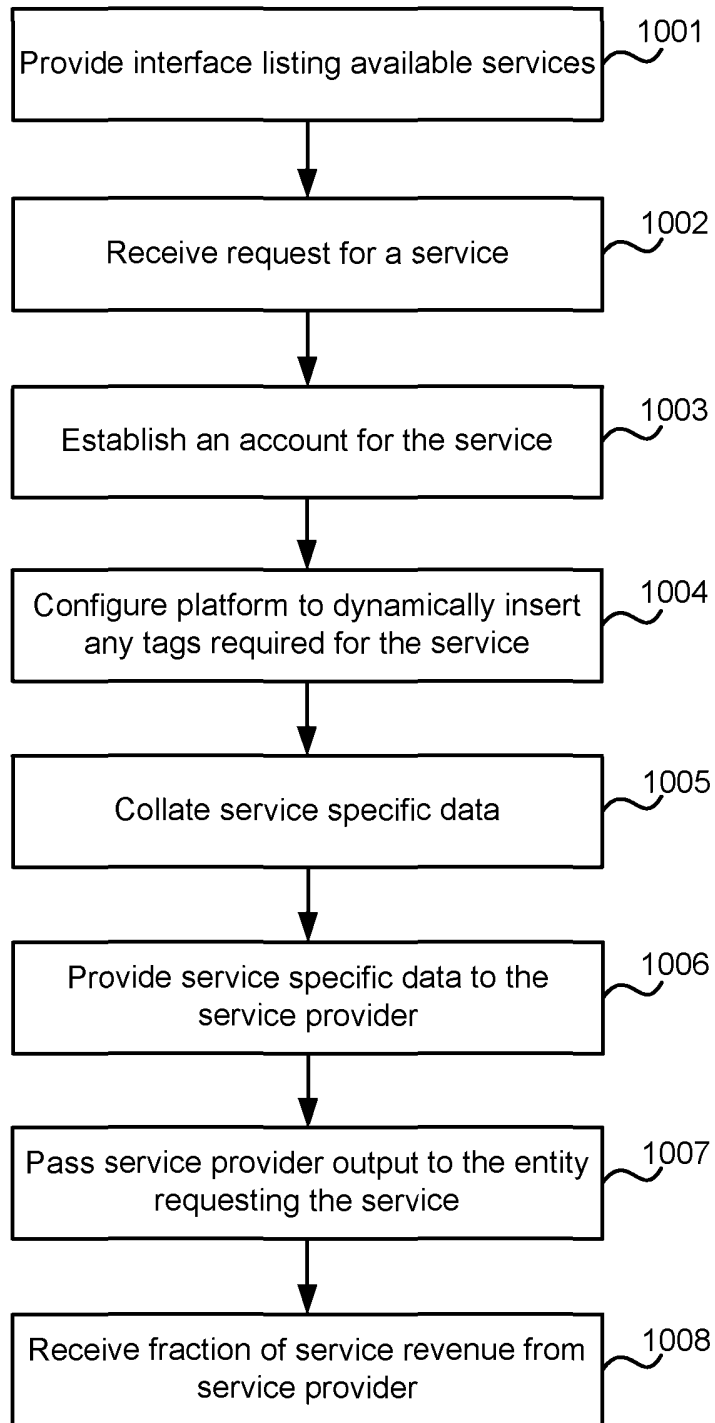 Provide interface listing available services
1001
Receive request for a service
1002
Establish an account for the service
1003
Configure platform to dynamically insert
any tags required for the service
1004
Collate service specific data
1005
Provide service specific data to the
service provider
1006
Pass service provider output to the entity
requesting the service
1007
Receive fraction of service revenue from
service provider
1008